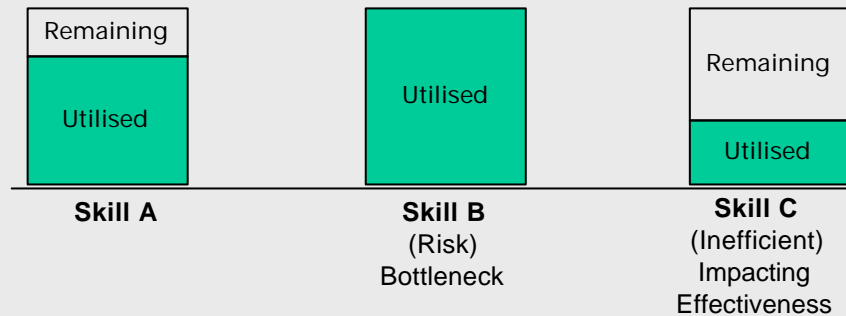 Remaining
Utilised
Skill A
Utilised
Skill B
(Risk)
Bottleneck
Remaining
Utilised
Skill C
(Inefficient)
Impacting
Effectiveness